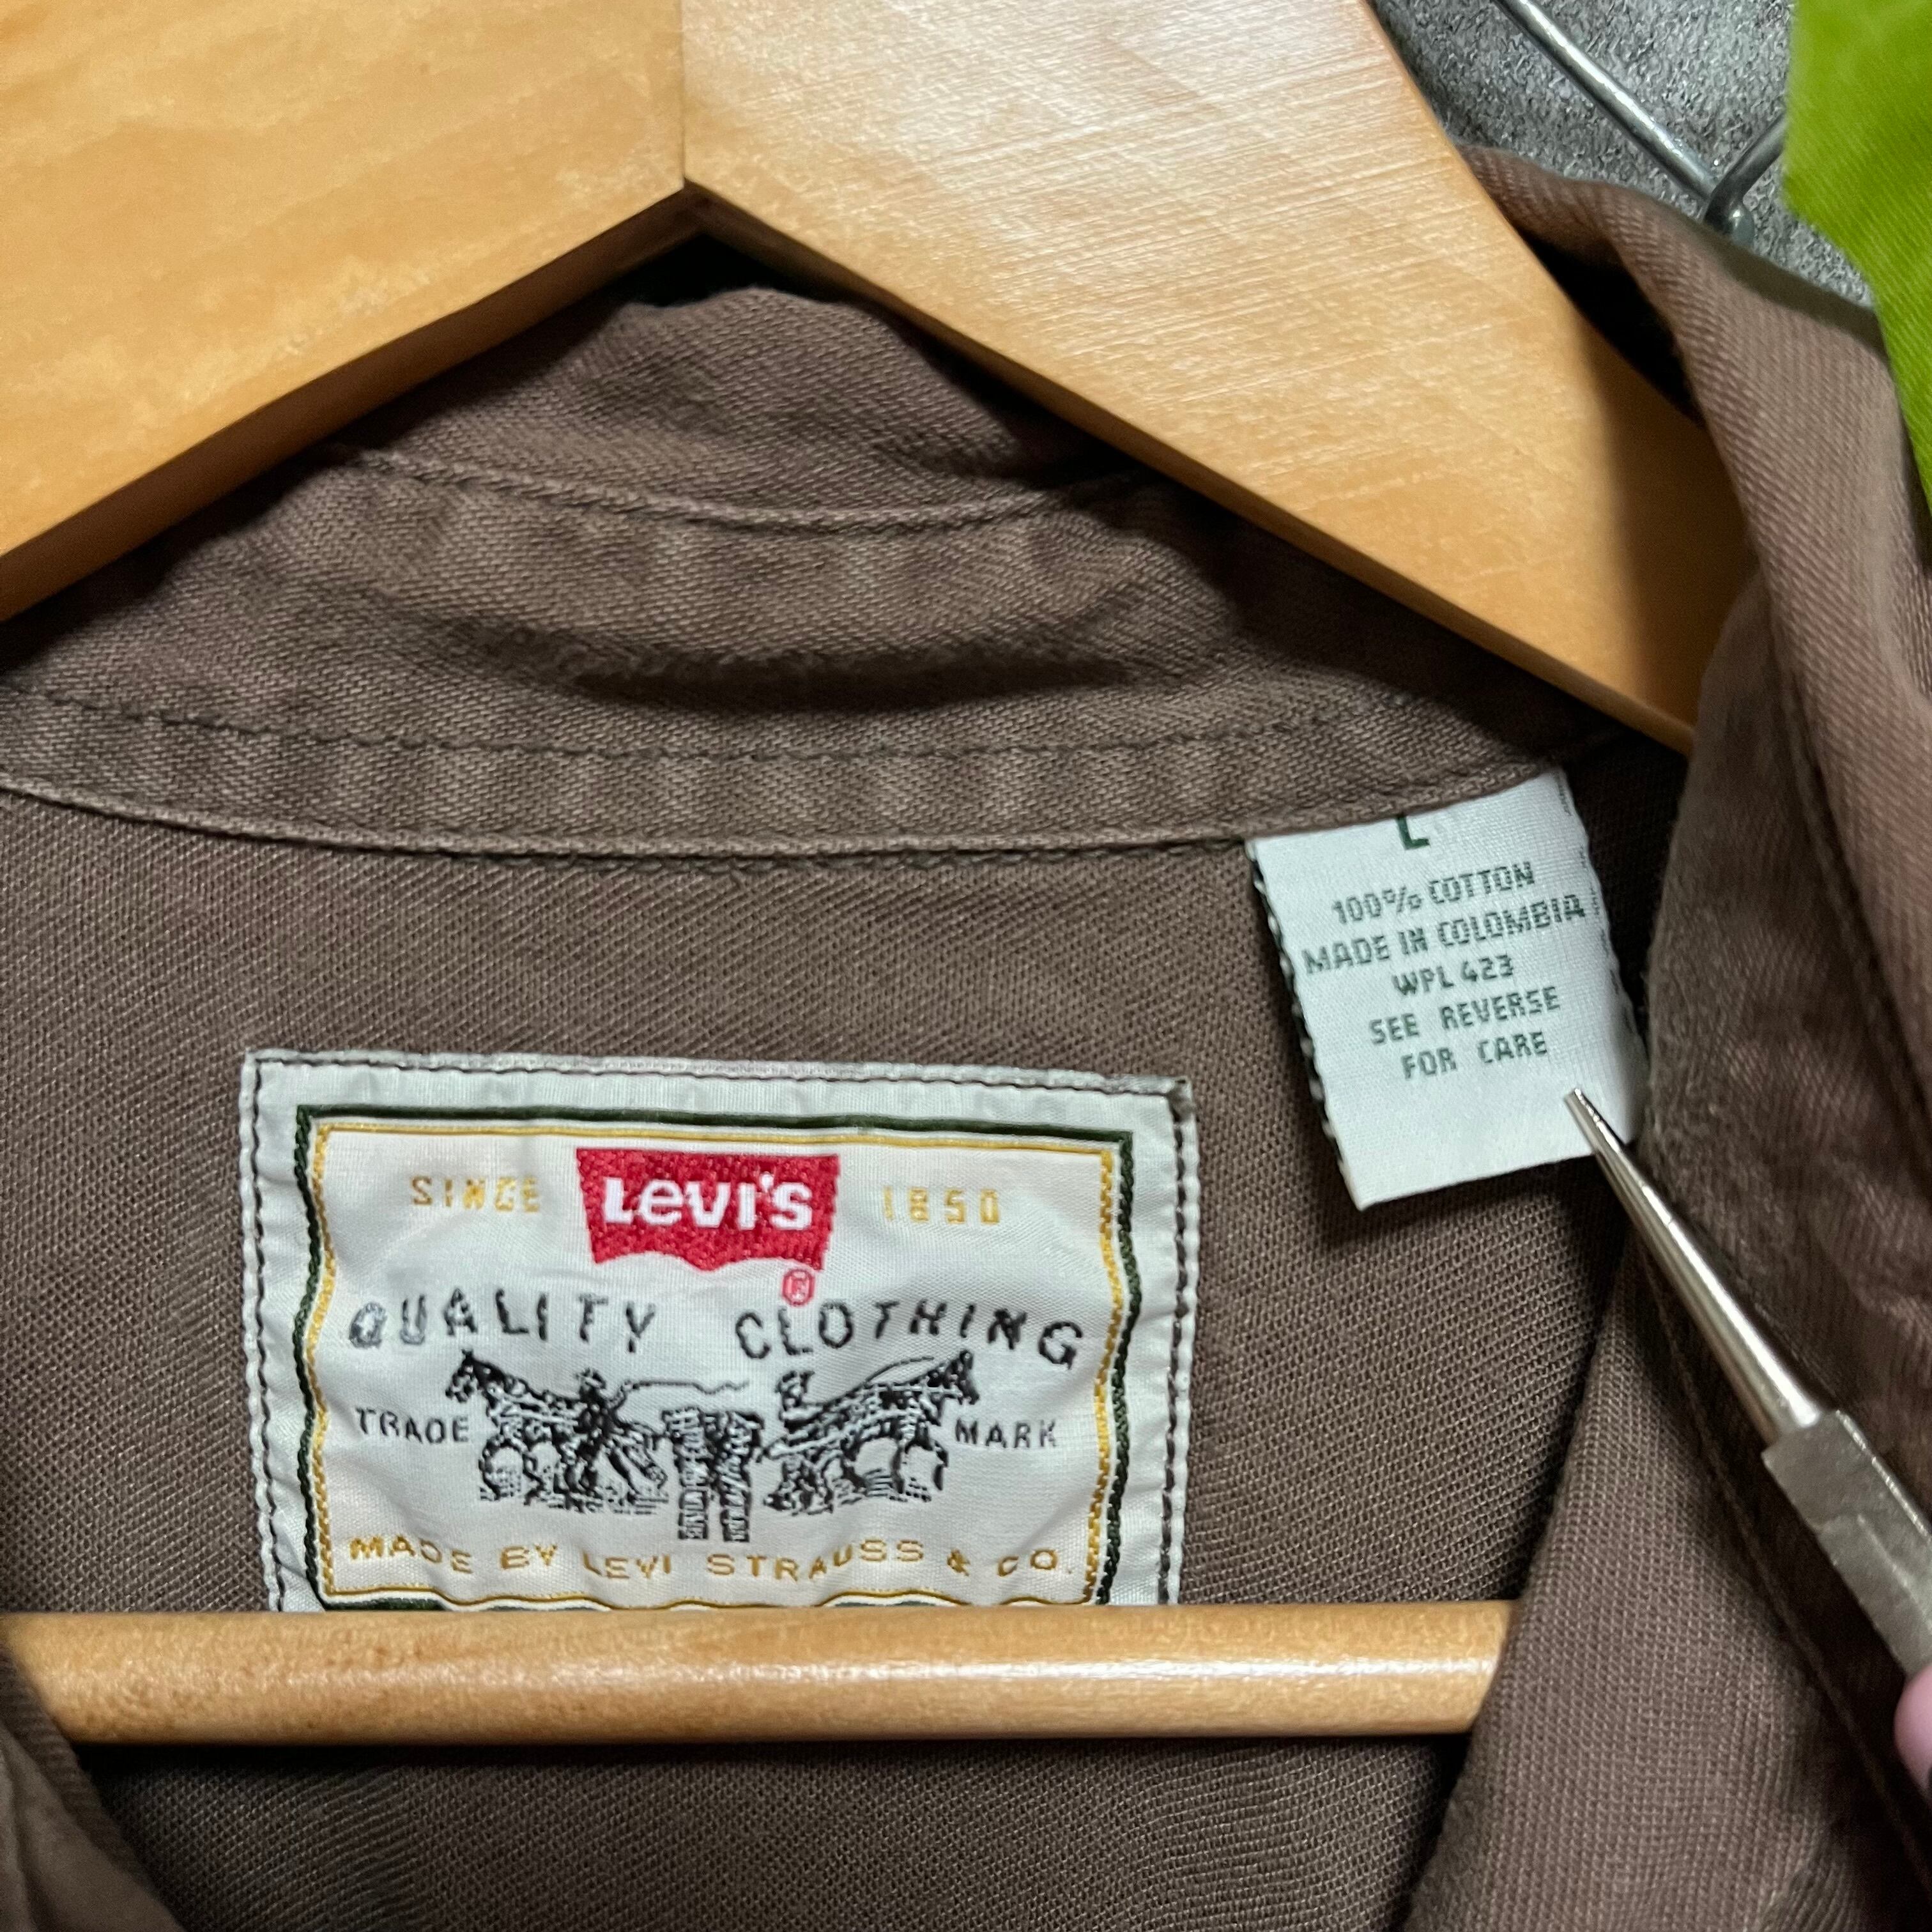 L
100% COTTON
MADE IN COLOMBIA
WPL 423
SEE REVERSE
FOR CARE
SINCE Levi's 1850
®
QUALITY CLOTHING
TRADE MARK
MADE BY LEVI STRAUSS & CO.